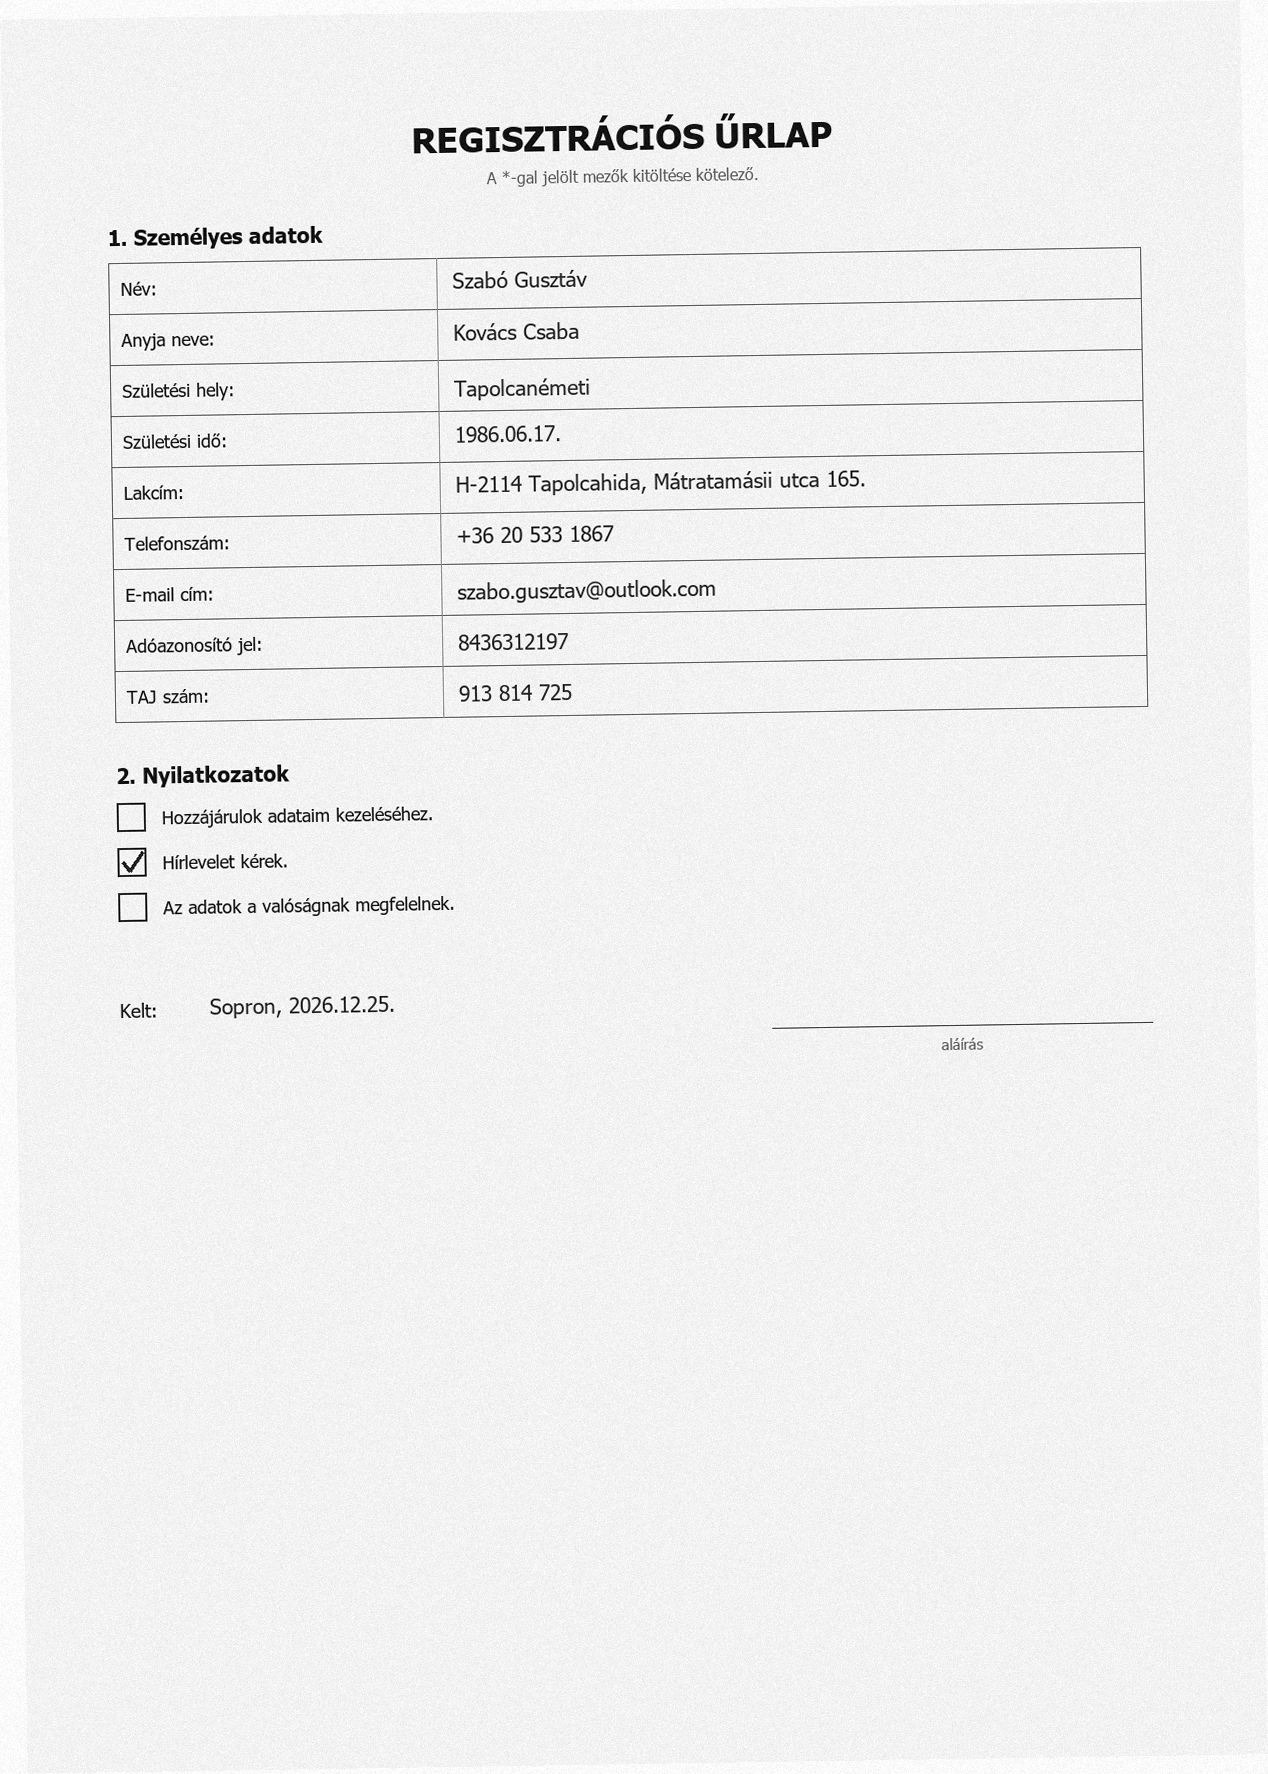 REGISZTRÁCIÓS ŰRLAP
A *-gal jelölt mezők kitöltése kötelező.
1. Személyes adatok
Név: Szabó Gusztáv
Anyja neve: Kovács Csaba
Születési hely: Tapolcanémeti
Születési idő: 1986.06.17.
Lakcím: H-2114 Tapolcahida, Mátratamásii utca 165.
Telefonszám: +36 20 533 1867
E-mail cím: szabo.gusztav@outlook.com
Adóazonosító jel: 8436312197
TAJ szám: 913 814 725
2. Nyilatkozatok
Hozzájárulok adataim kezeléséhez.
Hírlevelet kérek.
Az adatok a valóságnak megfelelnek.
Kelt: Sopron, 2026.12.25.
aláírás